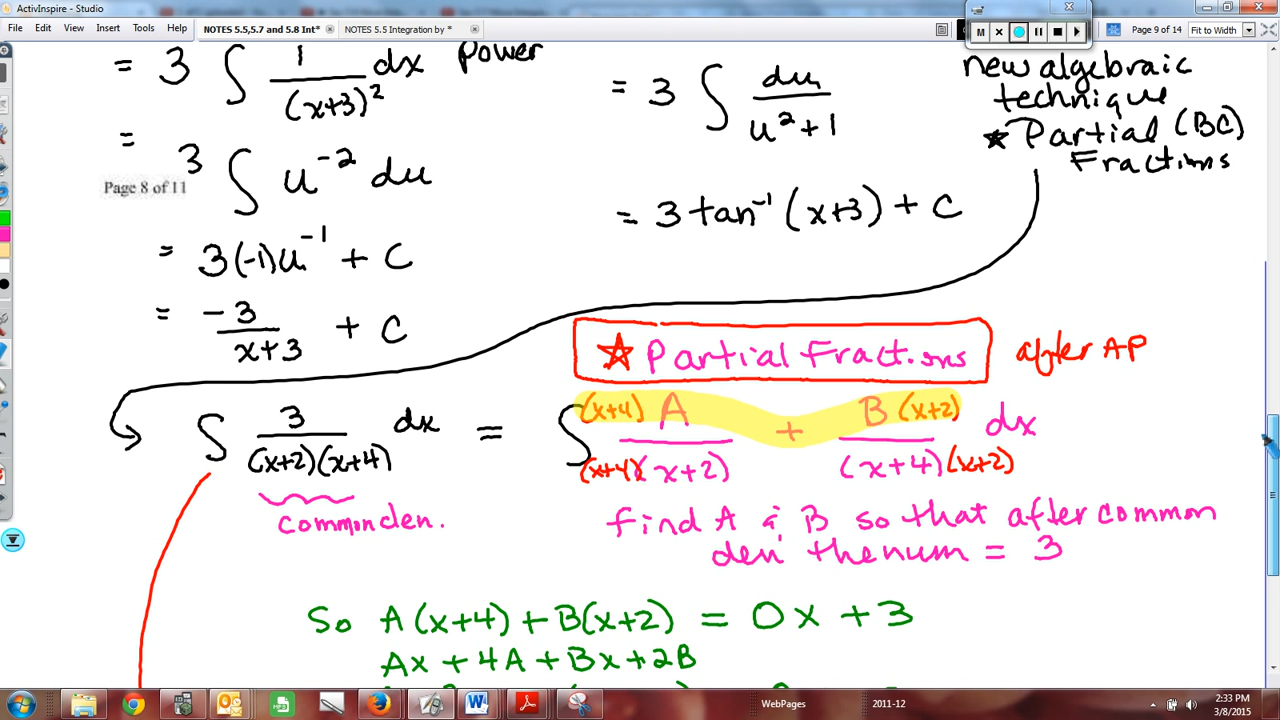 ActivInspire - Studio
File Edit View Insert Tools Help
NOTES 5.5,5.7 and 5.8 Int*
NOTES 5.5 Integration by *
M
Page 9 of 14
Fit to Width
= 3 ∫ 1/(x+3)² dx Power
= 3 ∫ u⁻² du
Page 8 of 11
= 3(-1)u⁻¹ + C
= -3/(x+3) + C
= 3 ∫ du/(u²+1)
= 3 tan⁻¹ (x+3) + C
new algebraic
technique
★ Partial (BC)
Fractions
☆ Partial Fractions after AP
∫ 3/((x+2)(x+4)) dx = ∫ (x+4) A/((x+4)(x+2)) + B (x+2)/((x+4)(x+2)) dx
common den.
find A & B so that after common
den the num = 3
So A(x+4) + B(x+2) = 0x + 3
Ax + 4A + Bx + 2B
WebPages
2011-12
2:33 PM
3/8/2015